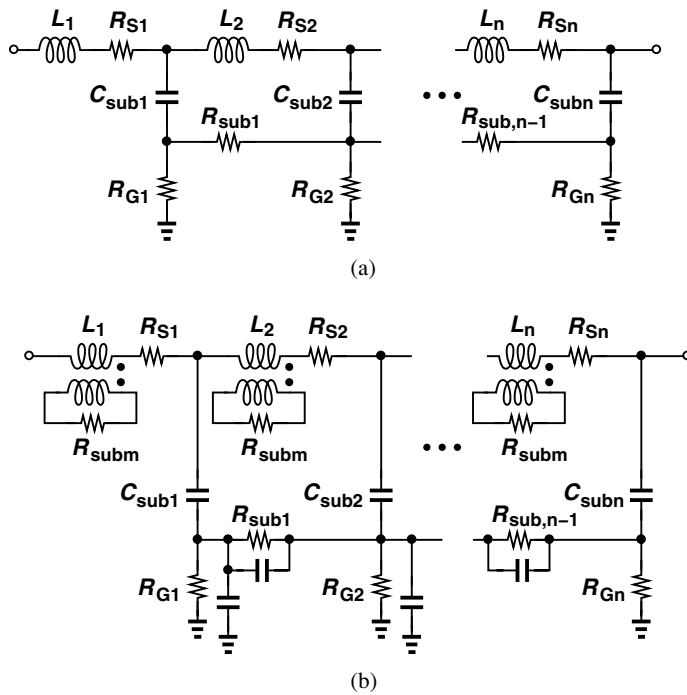 L1 RS1 L2 RS2 Ln RSn
Csub1 Csub2 Csubn
Rsub1 Rsub,n−1
RG1 RG2 RGn
(a)
L1 RS1 L2 RS2 Ln RSn
Rsubm Rsubm Rsubm
Csub1 Csub2 Csubn
Rsub1 Rsub,n−1
RG1 RG2 RGn
(b)